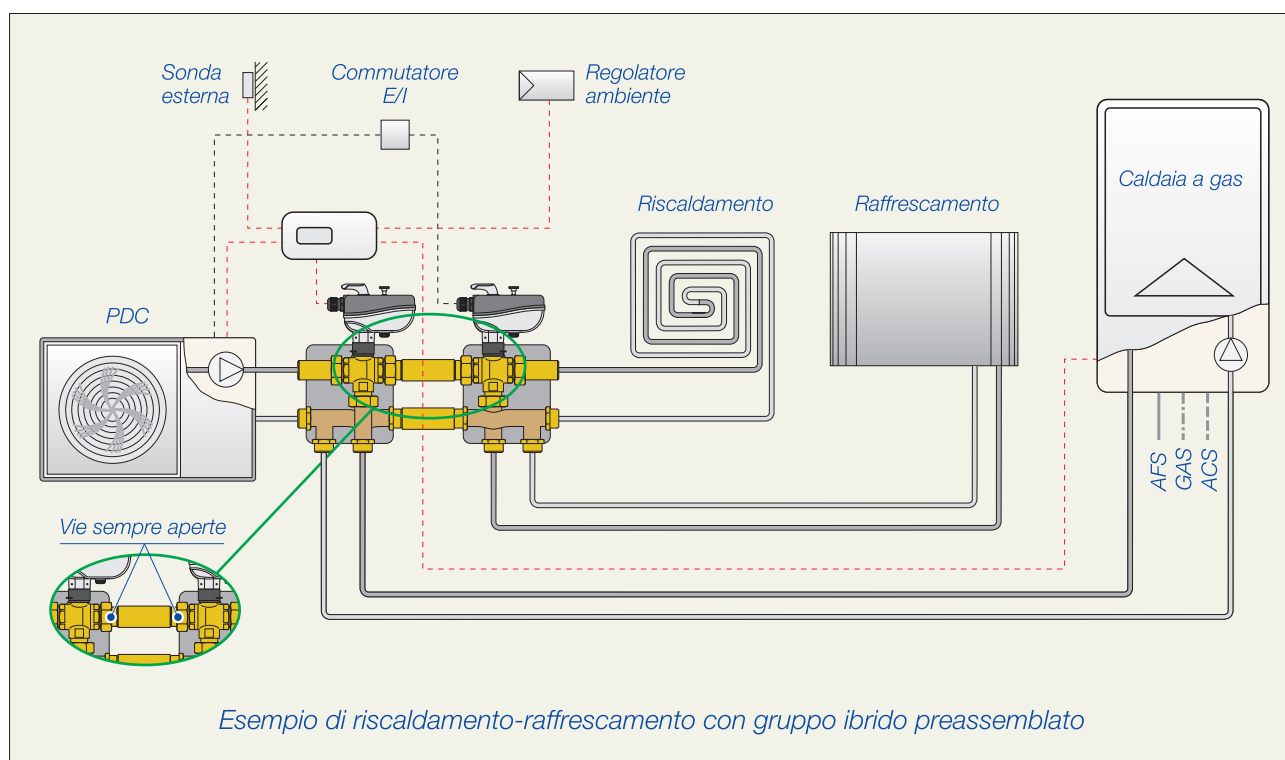 Sonda
esterna
Commutatore
E/I
Regolatore
ambiente
Caldaia a gas
Riscaldamento
Raffrescamento
PDC
AFS
GAS
ACS
Vie sempre aperte
Esempio di riscaldamento-raffrescamento con gruppo ibrido preassemblato